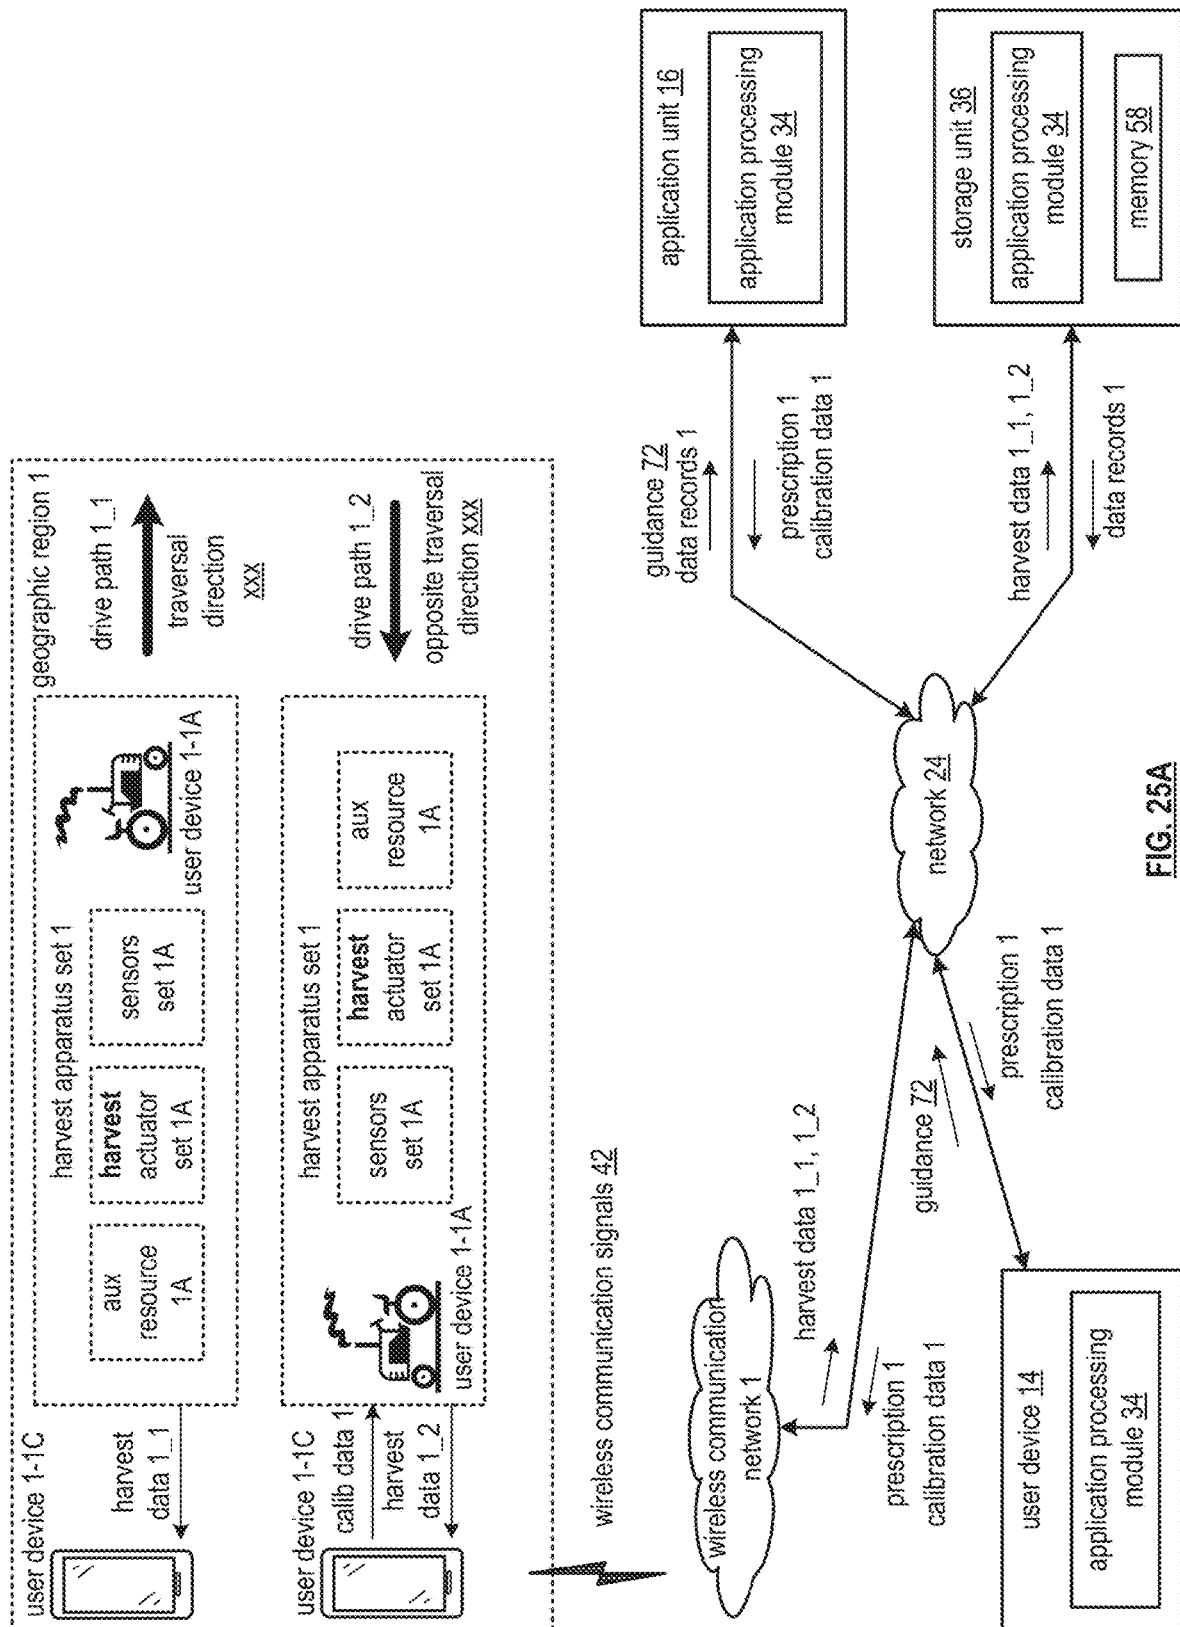 geographic region 1
user device 1-1C
harvest
data 1_1
harvest apparatus set 1
aux
resource
1A
harvest
actuator
set 1A
sensors
set 1A
user device 1-1A
drive path 1_1
traversal
direction
xxx
user device 1-1C
calib data 1
harvest
data 1_2
harvest apparatus set 1
user device 1-1A
sensors
set 1A
harvest
actuator
set 1A
aux
resource
1A
drive path 1_2
opposite traversal
direction xxx
wireless communication signals 42
wireless communication
network 1
harvest data 1_1, 1_2
prescription 1
calibration data 1
guidance 72
data records 1
prescription 1
calibration data 1
application unit 16
application processing
module 34
network 24
guidance 72
prescription 1
calibration data 1
harvest data 1_1, 1_2
data records 1
storage unit 36
application processing
module 34
memory 58
user device 14
application processing
module 34
FIG. 25A